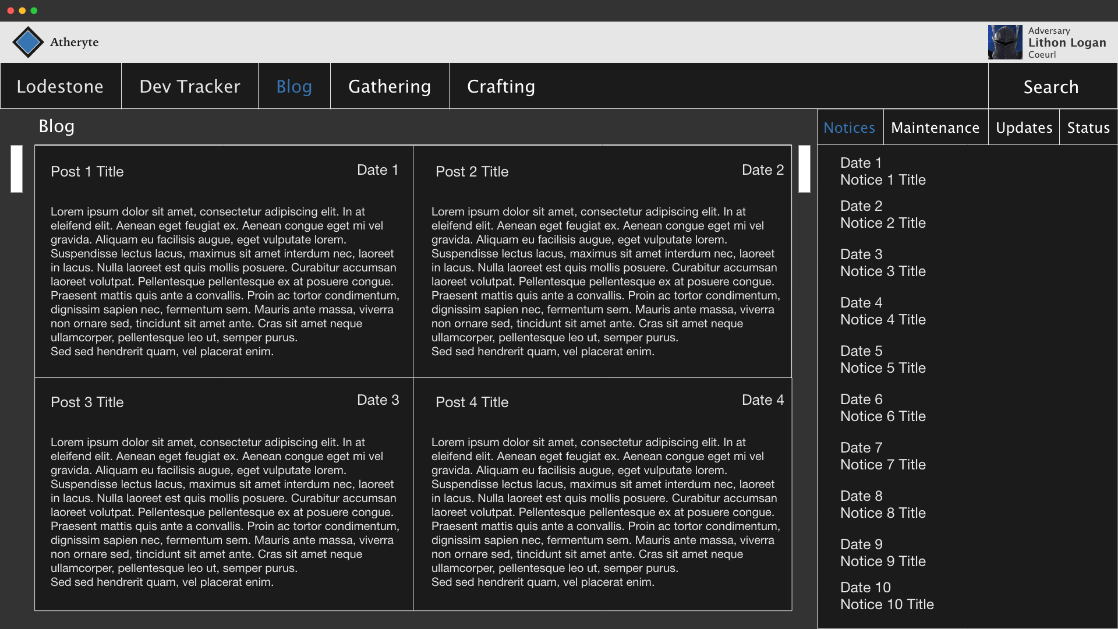 Atheryte
Adversary
Lithon Logan
Coeurl
Lodestone
Dev Tracker
Blog
Gathering
Crafting
Search
Blog
Notices
Maintenance
Updates
Status
Post 1 Title
Date 1
Lorem ipsum dolor sit amet, consectetur adipiscing elit. In at
eleifend elit. Aenean eget feugiat ex. Aenean congue eget mi vel
gravida. Aliquam eu facilisis augue, eget vulputate lorem.
Suspendisse lectus lacus, maximus sit amet interdum nec, laoreet
in lacus. Nulla laoreet est quis mollis posuere. Curabitur accumsan
laoreet volutpat. Pellentesque pellentesque ex at posuere congue.
Praesent mattis quis ante a convallis. Proin ac tortor condimentum,
dignissim sapien nec, fermentum sem. Mauris ante massa, viverra
non ornare sed, tincidunt sit amet ante. Cras sit amet neque
ullamcorper, pellentesque leo ut, semper purus.
Sed sed hendrerit quam, vel placerat enim.
Post 2 Title
Date 2
Lorem ipsum dolor sit amet, consectetur adipiscing elit. In at
eleifend elit. Aenean eget feugiat ex. Aenean congue eget mi vel
gravida. Aliquam eu facilisis augue, eget vulputate lorem.
Suspendisse lectus lacus, maximus sit amet interdum nec, laoreet
in lacus. Nulla laoreet est quis mollis posuere. Curabitur accumsan
laoreet volutpat. Pellentesque pellentesque ex at posuere congue.
Praesent mattis quis ante a convallis. Proin ac tortor condimentum,
dignissim sapien nec, fermentum sem. Mauris ante massa, viverra
non ornare sed, tincidunt sit amet ante. Cras sit amet neque
ullamcorper, pellentesque leo ut, semper purus.
Sed sed hendrerit quam, vel placerat enim.
Post 3 Title
Date 3
Lorem ipsum dolor sit amet, consectetur adipiscing elit. In at
eleifend elit. Aenean eget feugiat ex. Aenean congue eget mi vel
gravida. Aliquam eu facilisis augue, eget vulputate lorem.
Suspendisse lectus lacus, maximus sit amet interdum nec, laoreet
in lacus. Nulla laoreet est quis mollis posuere. Curabitur accumsan
laoreet volutpat. Pellentesque pellentesque ex at posuere congue.
Praesent mattis quis ante a convallis. Proin ac tortor condimentum,
dignissim sapien nec, fermentum sem. Mauris ante massa, viverra
non ornare sed, tincidunt sit amet ante. Cras sit amet neque
ullamcorper, pellentesque leo ut, semper purus.
Sed sed hendrerit quam, vel placerat enim.
Post 4 Title
Date 4
Lorem ipsum dolor sit amet, consectetur adipiscing elit. In at
eleifend elit. Aenean eget feugiat ex. Aenean congue eget mi vel
gravida. Aliquam eu facilisis augue, eget vulputate lorem.
Suspendisse lectus lacus, maximus sit amet interdum nec, laoreet
in lacus. Nulla laoreet est quis mollis posuere. Curabitur accumsan
laoreet volutpat. Pellentesque pellentesque ex at posuere congue.
Praesent mattis quis ante a convallis. Proin ac tortor condimentum,
dignissim sapien nec, fermentum sem. Mauris ante massa, viverra
non ornare sed, tincidunt sit amet ante. Cras sit amet neque
ullamcorper, pellentesque leo ut, semper purus.
Sed sed hendrerit quam, vel placerat enim.
Date 1
Notice 1 Title
Date 2
Notice 2 Title
Date 3
Notice 3 Title
Date 4
Notice 4 Title
Date 5
Notice 5 Title
Date 6
Notice 6 Title
Date 7
Notice 7 Title
Date 8
Notice 8 Title
Date 9
Notice 9 Title
Date 10
Notice 10 Title